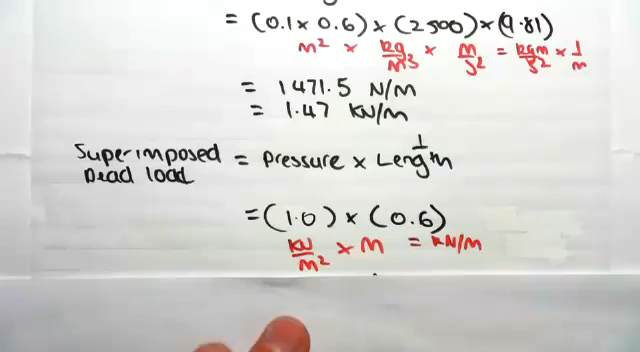 = (0.1 x 0.6) x (2500) x (9.81)
m² x kg/m³ x m/s² = kgm/s² x 1/m
= 1471.5 N/M
= 1.47 kN/m
Superimposed Dead load = Pressure x Length
= (1.0) x (0.6)
kN/m² x m = kN/m